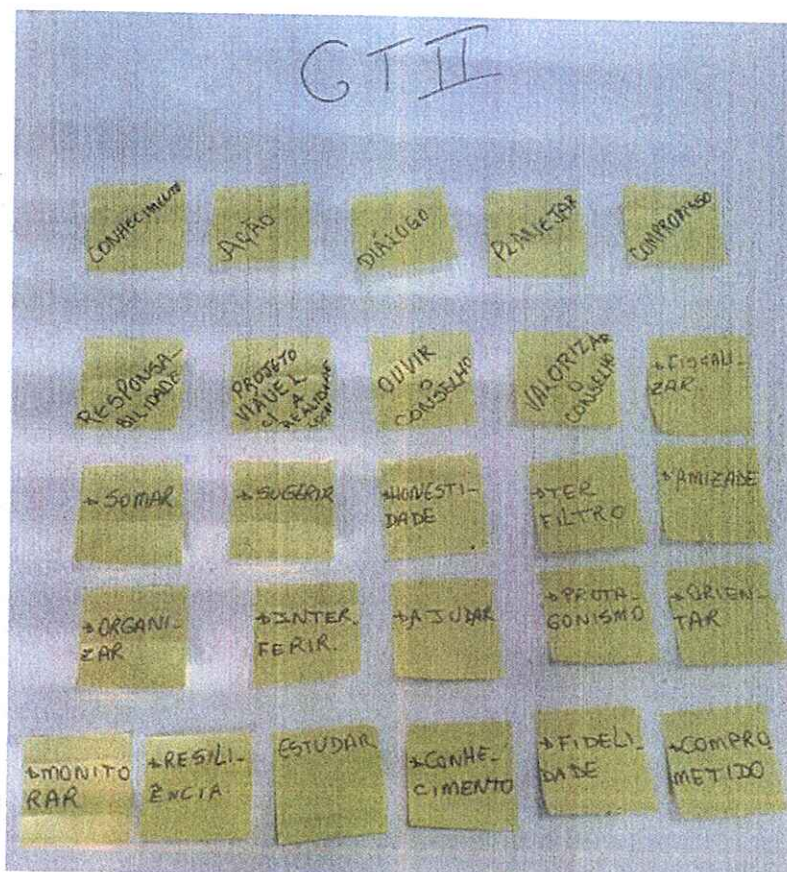 GT II
CONHECIMENTO
AÇÃO
DIÁLOGO
PLANEJAR
COMPROMISSO
RESPONSA-
BILIDADE
PROJETO
VIAVEL
C/ A
OUVIR
O
CONSELHO
VALORIZAR
O
CONSELHO
→FISCALI-
ZAR.
→SOMAR
→SUGERIR
→HONESTI-
DADE
→TER
FILTRO
→AMIZADE
→ORGANI-
ZAR
→INTER.
FERIR.
→AJUDAR
→PROTA-
GONISMO
→ORIEN-
TAR
→MONITO
RAR
→RESILI-
ÊNCIA.
ESTUDAR
→CONHE-
CIMENTO
→FIDELI-
DADE
→COMPRO
METIDO